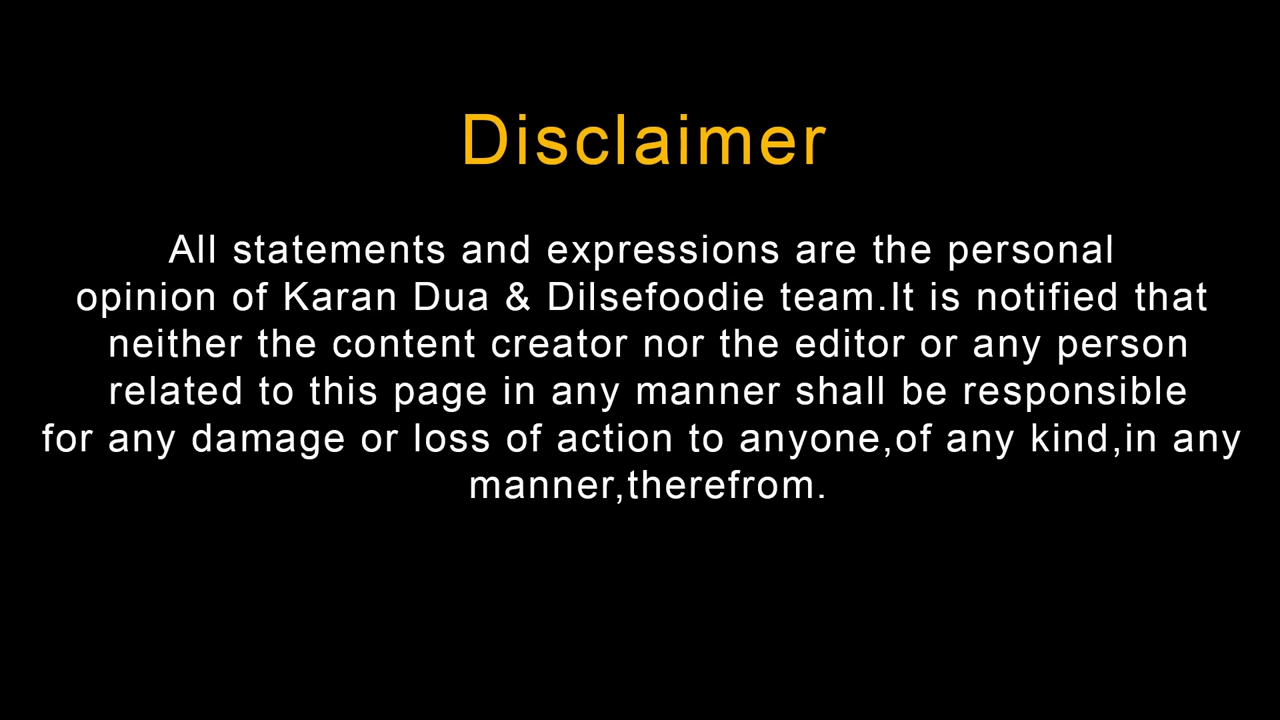 Disclaimer
All statements and expressions are the personal
opinion of Karan Dua & Dilsefoodie team.It is notified that
neither the content creator nor the editor or any person
related to this page in any manner shall be responsible
for any damage or loss of action to anyone,of any kind,in any
manner,therefrom.